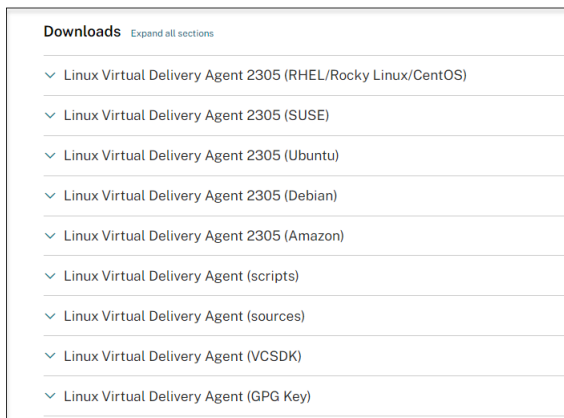 Downloads Expand all sections
Linux Virtual Delivery Agent 2305 (RHEL/Rocky Linux/CentOS)
Linux Virtual Delivery Agent 2305 (SUSE)
Linux Virtual Delivery Agent 2305 (Ubuntu)
Linux Virtual Delivery Agent 2305 (Debian)
Linux Virtual Delivery Agent 2305 (Amazon)
Linux Virtual Delivery Agent (scripts)
Linux Virtual Delivery Agent (sources)
Linux Virtual Delivery Agent (VCSDK)
Linux Virtual Delivery Agent (GPG Key)